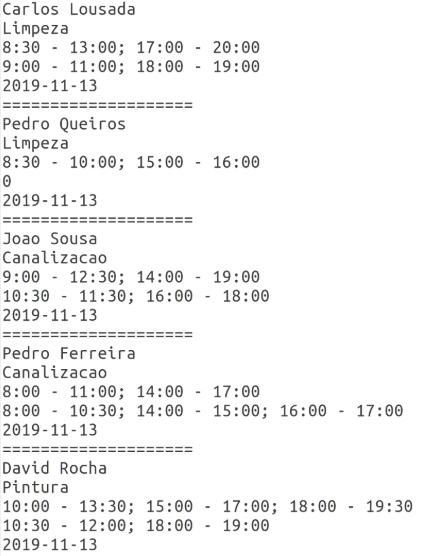 Carlos Lousada
Limpeza
8:30 - 13:00; 17:00 - 20:00
9:00 - 11:00; 18:00 - 19:00
2019-11-13
====================
Pedro Queiros
Limpeza
8:30 - 10:00; 15:00 - 16:00
0
2019-11-13
====================
Joao Sousa
Canalizacao
9:00 - 12:30; 14:00 - 19:00
10:30 - 11:30; 16:00 - 18:00
2019-11-13
====================
Pedro Ferreira
Canalizacao
8:00 - 11:00; 14:00 - 17:00
8:00 - 10:30; 14:00 - 15:00; 16:00 - 17:00
2019-11-13
====================
David Rocha
Pintura
10:00 - 13:30; 15:00 - 17:00; 18:00 - 19:30
10:30 - 12:00; 18:00 - 19:00
2019-11-13